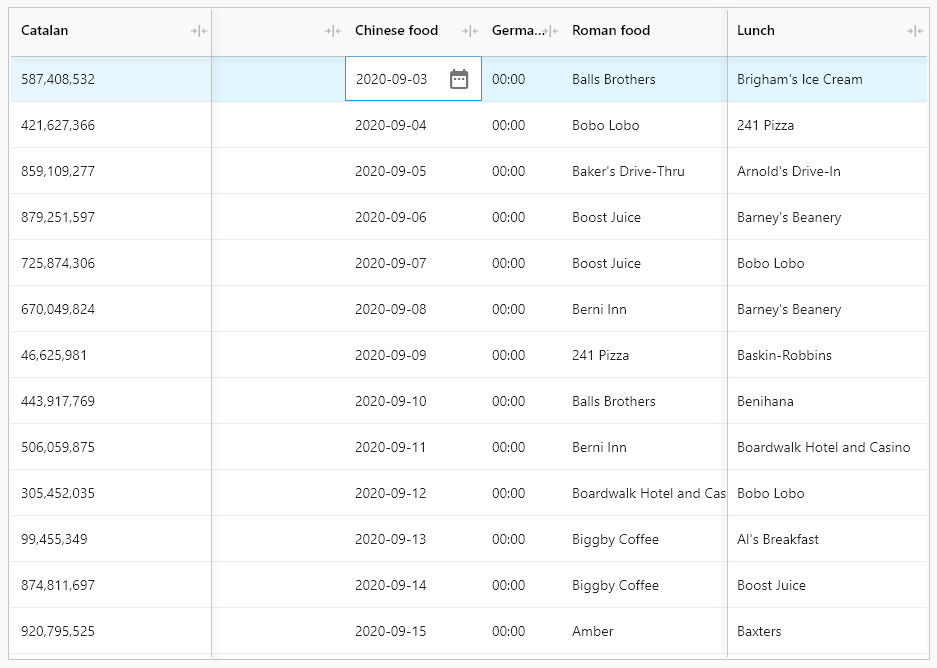 Catalan Chinese food Germa... Roman food Lunch
587,408,532 2020-09-03 00:00 Balls Brothers Brigham's Ice Cream
421,627,366 2020-09-04 00:00 Bobo Lobo 241 Pizza
859,109,277 2020-09-05 00:00 Baker's Drive-Thru Arnold's Drive-In
879,251,597 2020-09-06 00:00 Boost Juice Barney's Beanery
725,874,306 2020-09-07 00:00 Boost Juice Bobo Lobo
670,049,824 2020-09-08 00:00 Berni Inn Barney's Beanery
46,625,981 2020-09-09 00:00 241 Pizza Baskin-Robbins
443,917,769 2020-09-10 00:00 Balls Brothers Benihana
506,059,875 2020-09-11 00:00 Berni Inn Boardwalk Hotel and Casino
305,452,035 2020-09-12 00:00 Boardwalk Hotel and Cas Bobo Lobo
99,455,349 2020-09-13 00:00 Biggby Coffee Al's Breakfast
874,811,697 2020-09-14 00:00 Biggby Coffee Boost Juice
920,795,525 2020-09-15 00:00 Amber Baxters